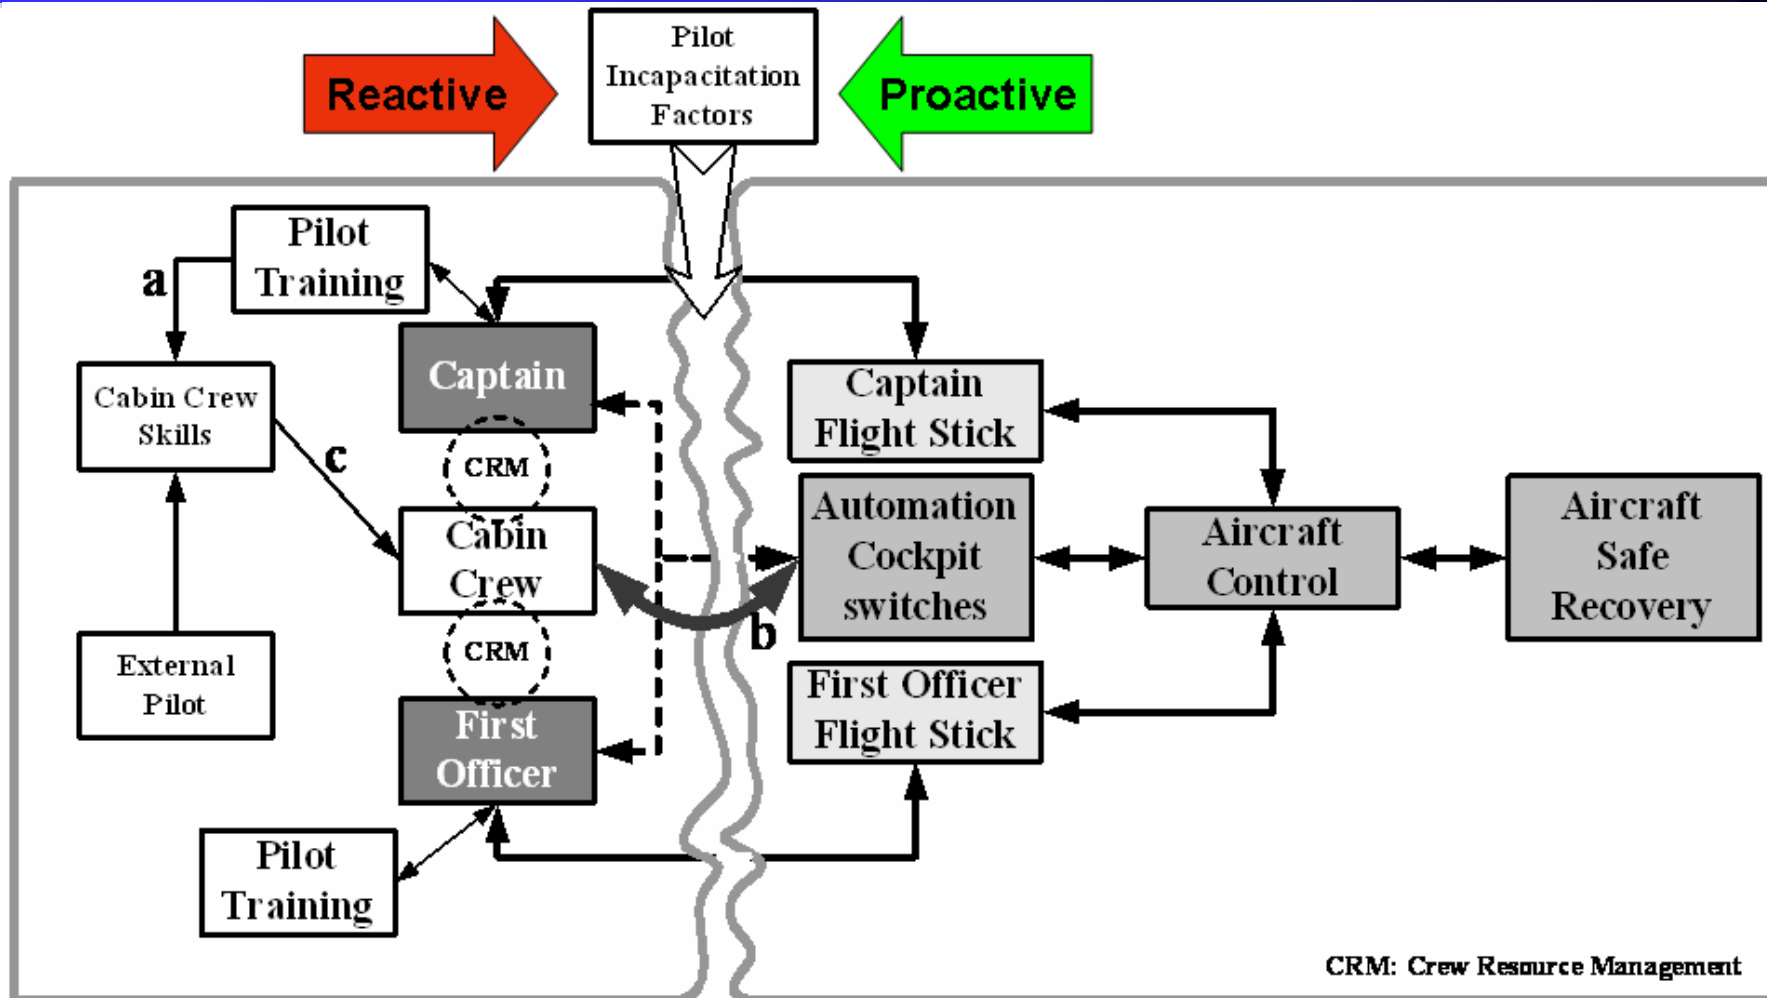 Reactive
Pilot
Incapacitation
Factors
Proactive
Pilot
Training
a
Cabin Crew
Skills
c
External
Pilot
Captain
CRM
Cabin
Crew
CRM
First
Officer
Pilot
Training
b
Captain
Flight Stick
Automation
Cockpit
switches
First Officer
Flight Stick
Aircraft
Control
Aircraft
Safe
Recovery
CRM: Crew Resource Management